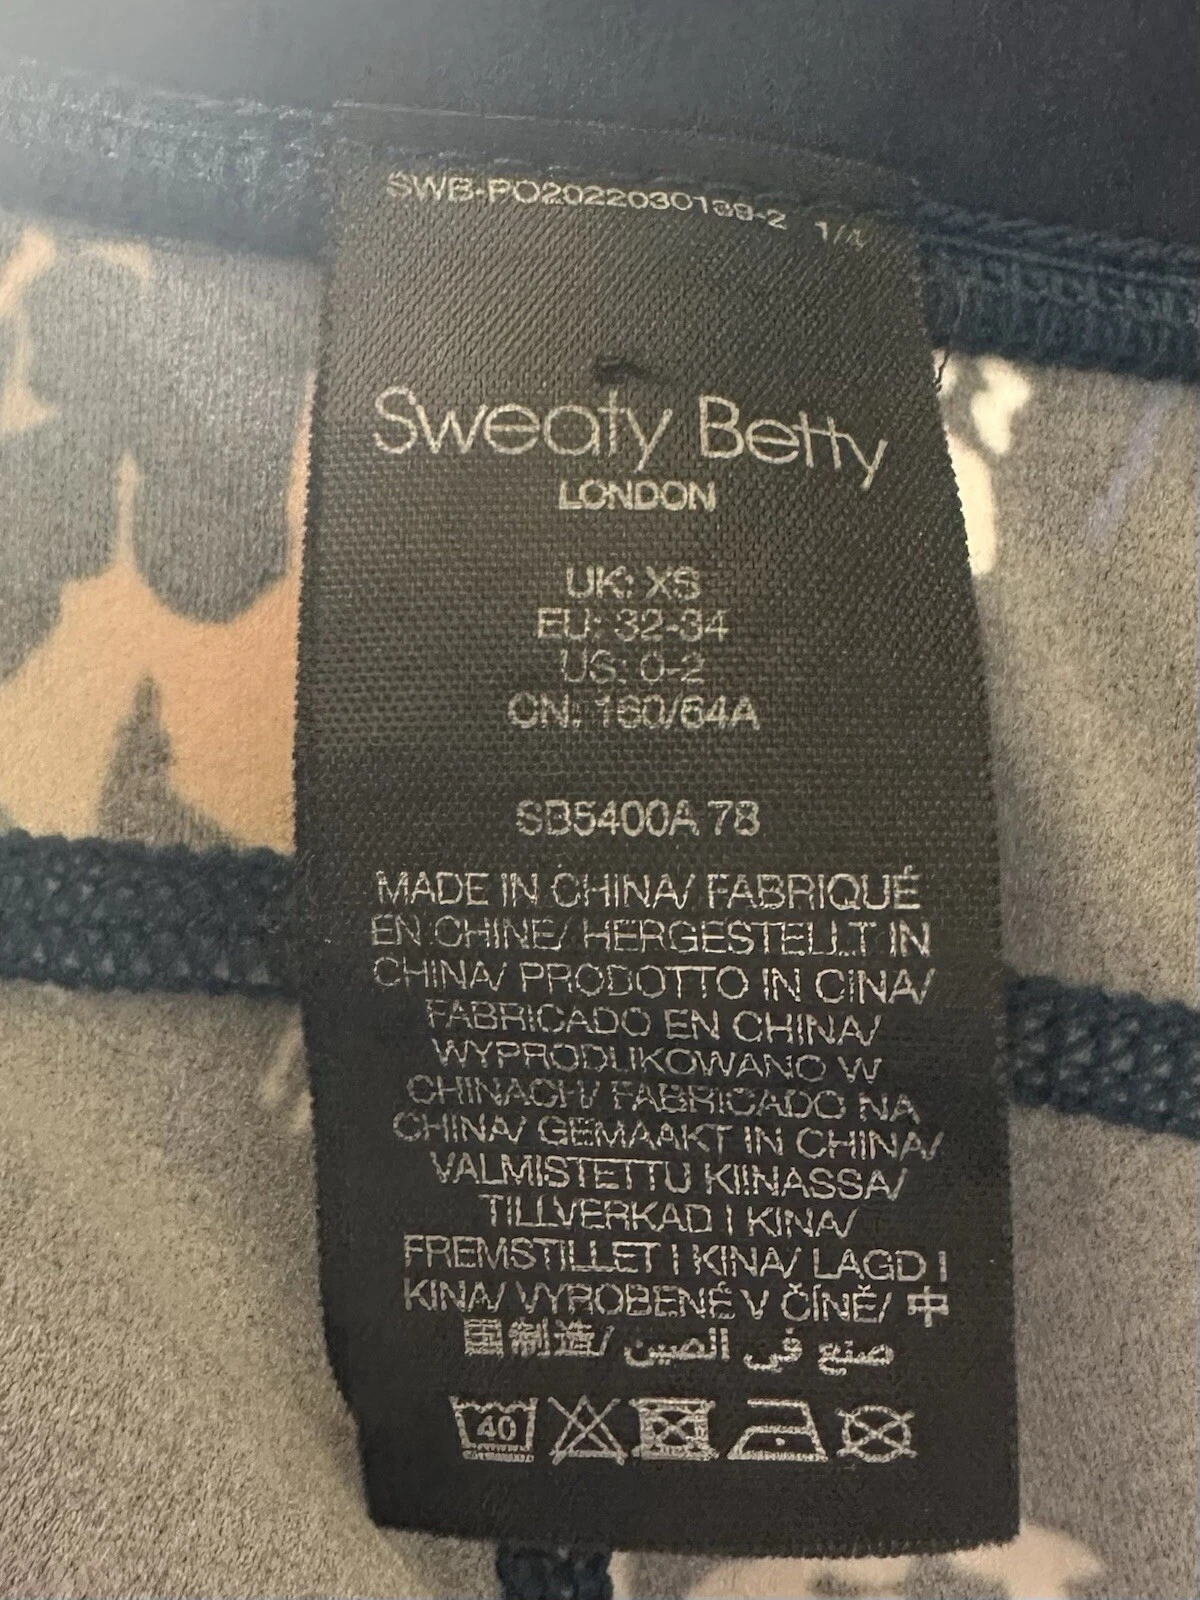 SWB-PO2022030139-2 1/4
Sweaty Betty
LONDON
UK: XS
EU: 32-34
US: 0-2
CN: 160/64A
SB5400A 78
MADE IN CHINA/ FABRIQUÉ
EN CHINE/ HERGESTELLT IN
CHINA/ PRODOTTO IN CINA/
FABRICADO EN CHINA/
WYPRODUKOWANO W
CHINACH/ FABRICADO NA
CHINA/ GEMAAKT IN CHINA/
VALMISTETTU KIINASSA/
TILLVERKAD I KINA/
FREMSTILLET I KINA/ LAGD I
KINA/ VYROBENÉ V ČÍNĚ/ 中
国制造/ صنع في الصين
40